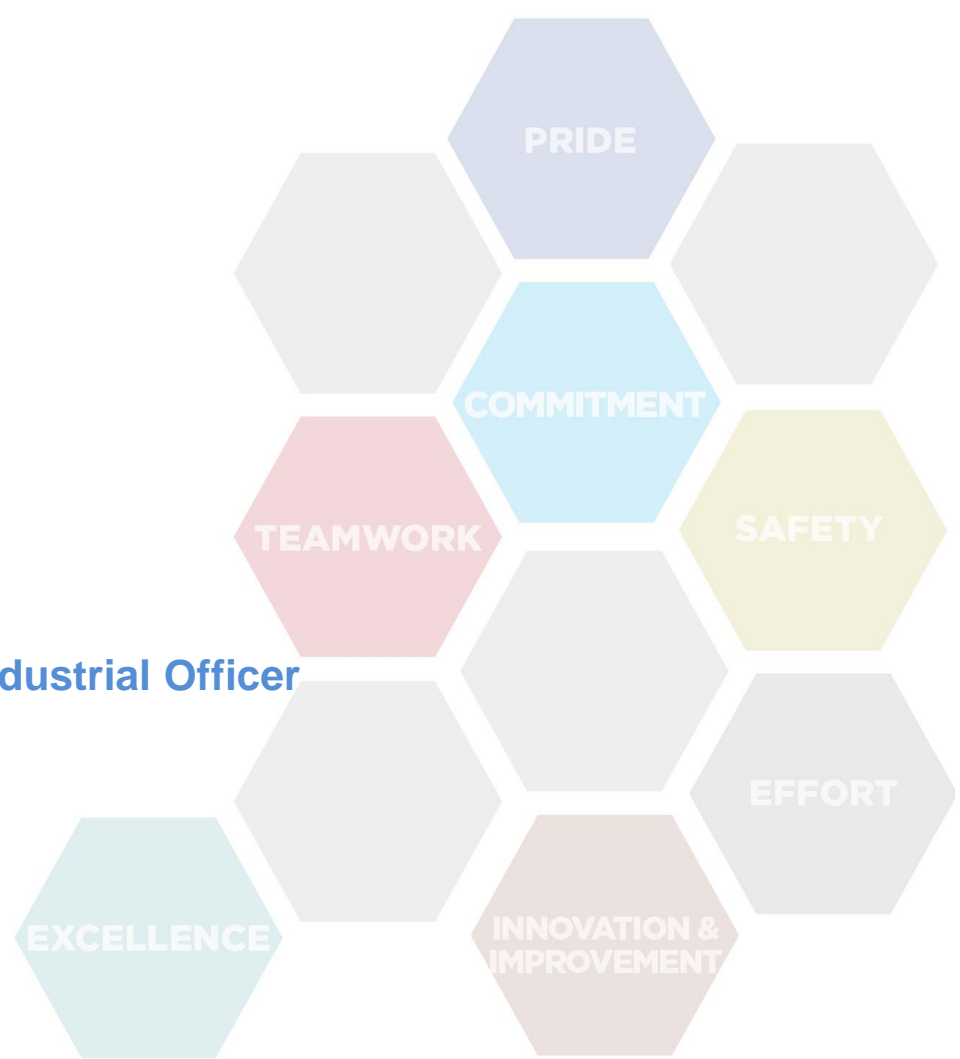 PRIDE
COMMITMENT
TEAMWORK
SAFETY
dustrial Officer
EFFORT
EXCELLENCE
INNOVATION &
IMPROVEMENT